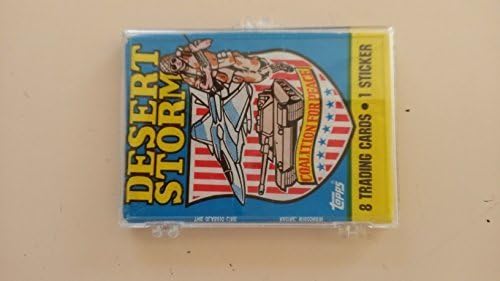 DESERT
STORM
COALITION FOR PEACE
Topps
8 TRADING CARDS • 1 STICKER